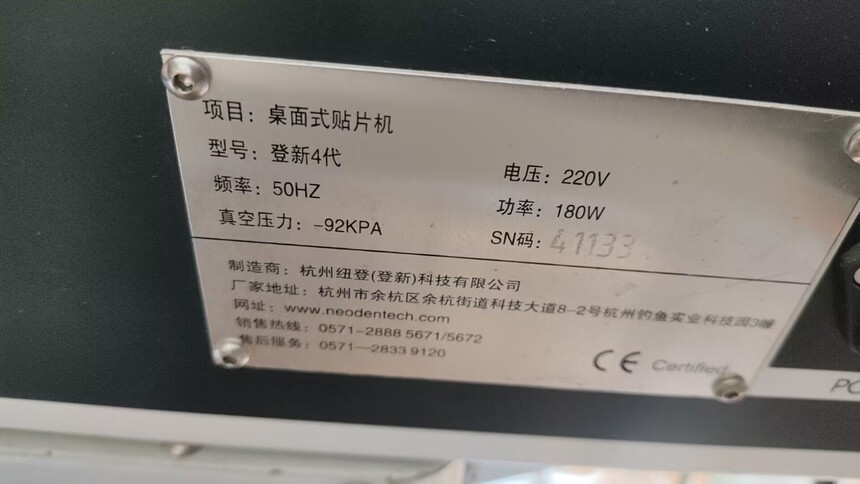 项目：桌面式贴片机
型号：登新4代
频率：50HZ
电压：220V
真空压力：-92KPA
功率：180W
SN码：41133
制造商：杭州纽登(登新)科技有限公司
厂家地址：杭州市余杭区余杭街道科技大道8-2号杭州钓鱼实业科技园3幢
网址：www.neodentech.com
销售热线：0571-2888 5671/5672
售后服务：0571—2833 9120
CE Certified